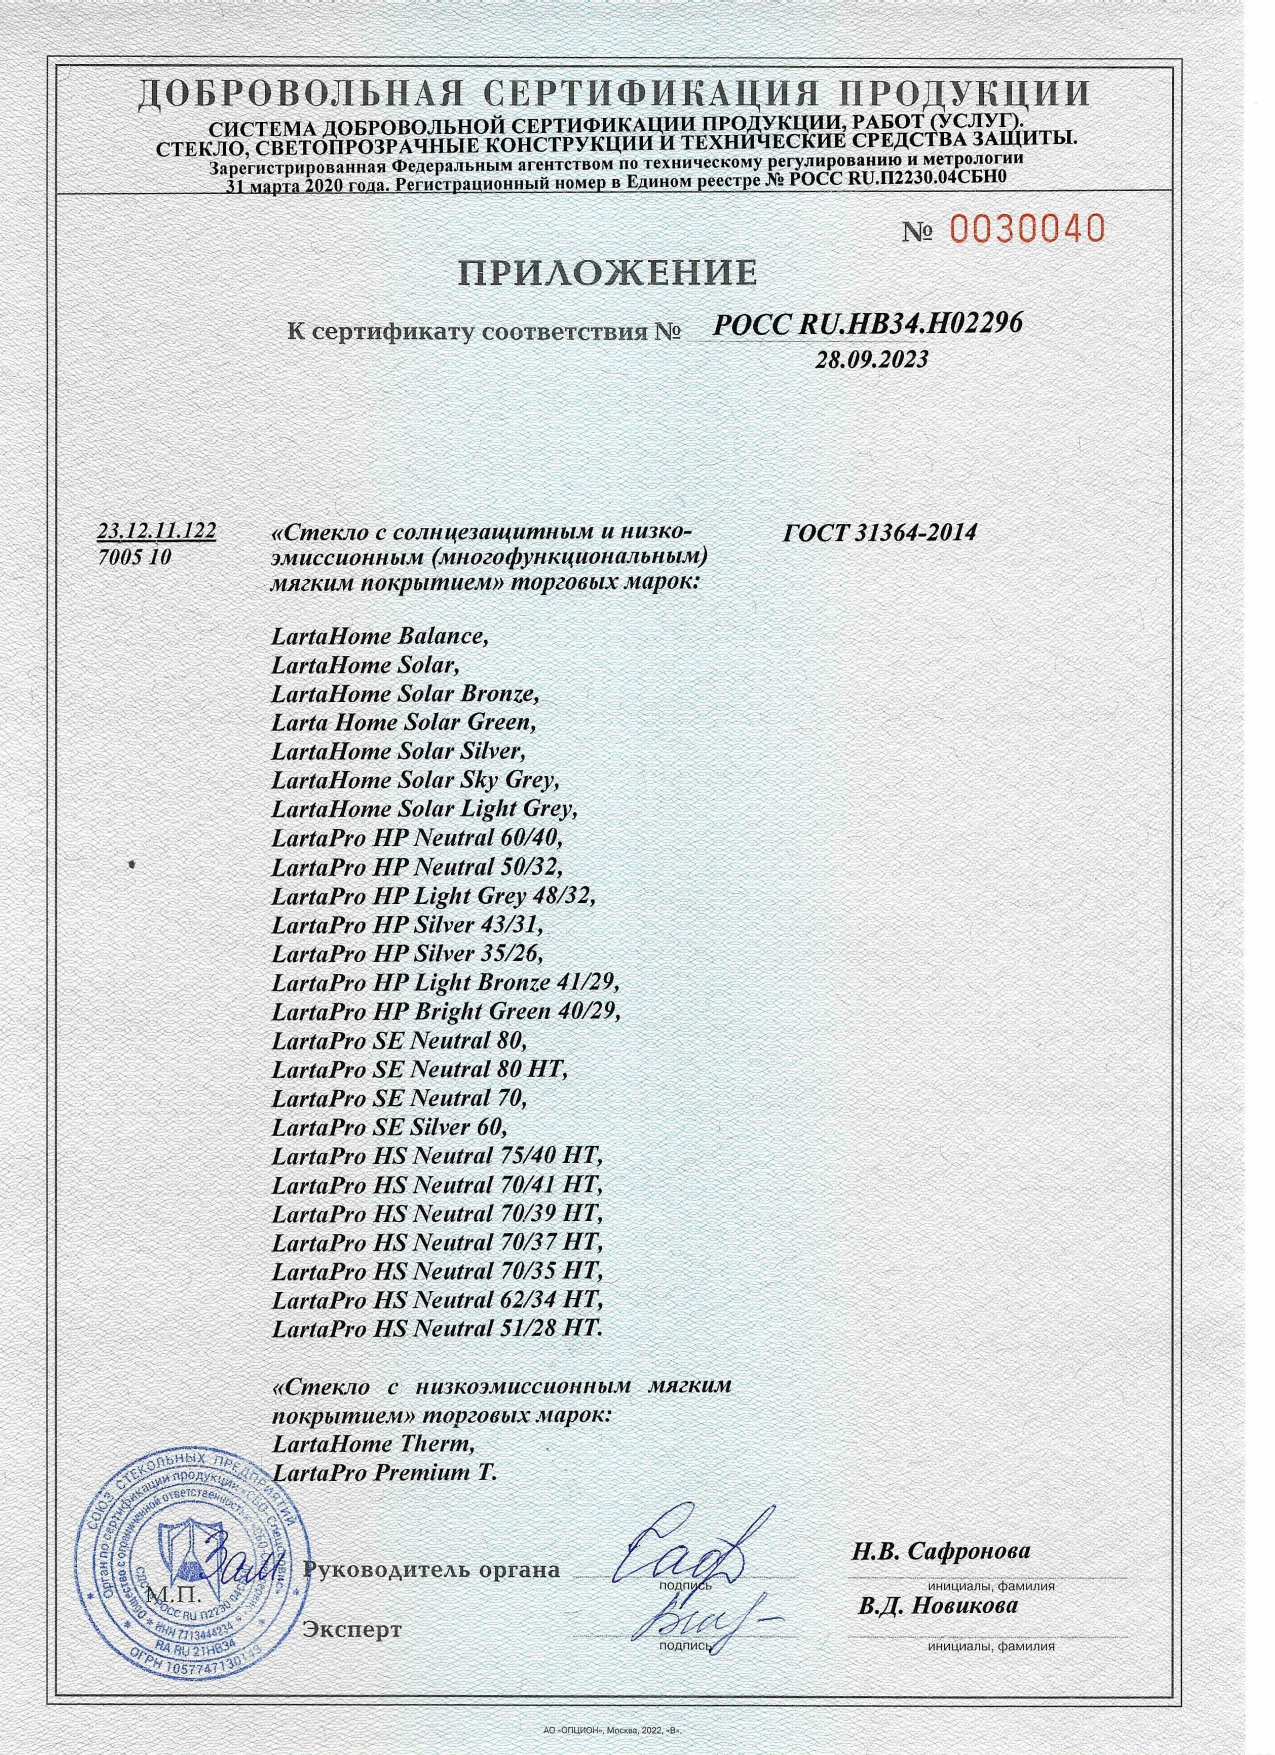 ДОБРОВОЛЬНАЯ СЕРТИФИКАЦИЯ ПРОДУКЦИИ
СИСТЕМА ДОБРОВОЛЬНОЙ СЕРТИФИКАЦИИ ПРОДУКЦИИ, РАБОТ (УСЛУГ).
СТЕКЛО, СВЕТОПРОЗРАЧНЫЕ КОНСТРУКЦИИ И ТЕХНИЧЕСКИЕ СРЕДСТВА ЗАЩИТЫ.
Зарегистрированная Федеральным агентством по техническому регулированию и метрологии
31 марта 2020 года. Регистрационный номер в Едином реестре № РОСС RU.П2230.04СБН0
№ 0030040
ПРИЛОЖЕНИЕ
К сертификату соответствия № РОСС RU.НВ34.Н02296
28.09.2023
23.12.11.122
7005 10
«Стекло с солнцезащитным и низко-
эмиссионным (многофункциональным)
мягким покрытием» торговых марок:
ГОСТ 31364-2014
LartaHome Balance,
LartaHome Solar,
LartaHome Solar Bronze,
Larta Home Solar Green,
LartaHome Solar Silver,
LartaHome Solar Sky Grey,
LartaHome Solar Light Grey,
LartaPro HP Neutral 60/40,
LartaPro HP Neutral 50/32,
LartaPro HP Light Grey 48/32,
LartaPro HP Silver 43/31,
LartaPro HP Silver 35/26,
LartaPro HP Light Bronze 41/29,
LartaPro HP Bright Green 40/29,
LartaPro SE Neutral 80,
LartaPro SE Neutral 80 HT,
LartaPro SE Neutral 70,
LartaPro SE Silver 60,
LartaPro HS Neutral 75/40 HT,
LartaPro HS Neutral 70/41 HT,
LartaPro HS Neutral 70/39 HT,
LartaPro HS Neutral 70/37 HT,
LartaPro HS Neutral 70/35 HT,
LartaPro HS Neutral 62/34 HT,
LartaPro HS Neutral 51/28 HT.
«Стекло с низкоэмиссионным мягким
покрытием» торговых марок:
LartaHome Therm,
LartaPro Premium T.
СОЮЗ СТЕКОЛЬНЫХ ПРЕДПРИЯТИЙ
Орган по сертификации продукции
ИНН 7713444234
RA RU 21НВ34
ОГРН
Зам
М.П.
Руководитель органа
подпись
Н.В. Сафронова
инициалы, фамилия
Эксперт
подпись
В.Д. Новикова
инициалы, фамилия
АО «ОПЦИОН», Москва, 2022, «В».